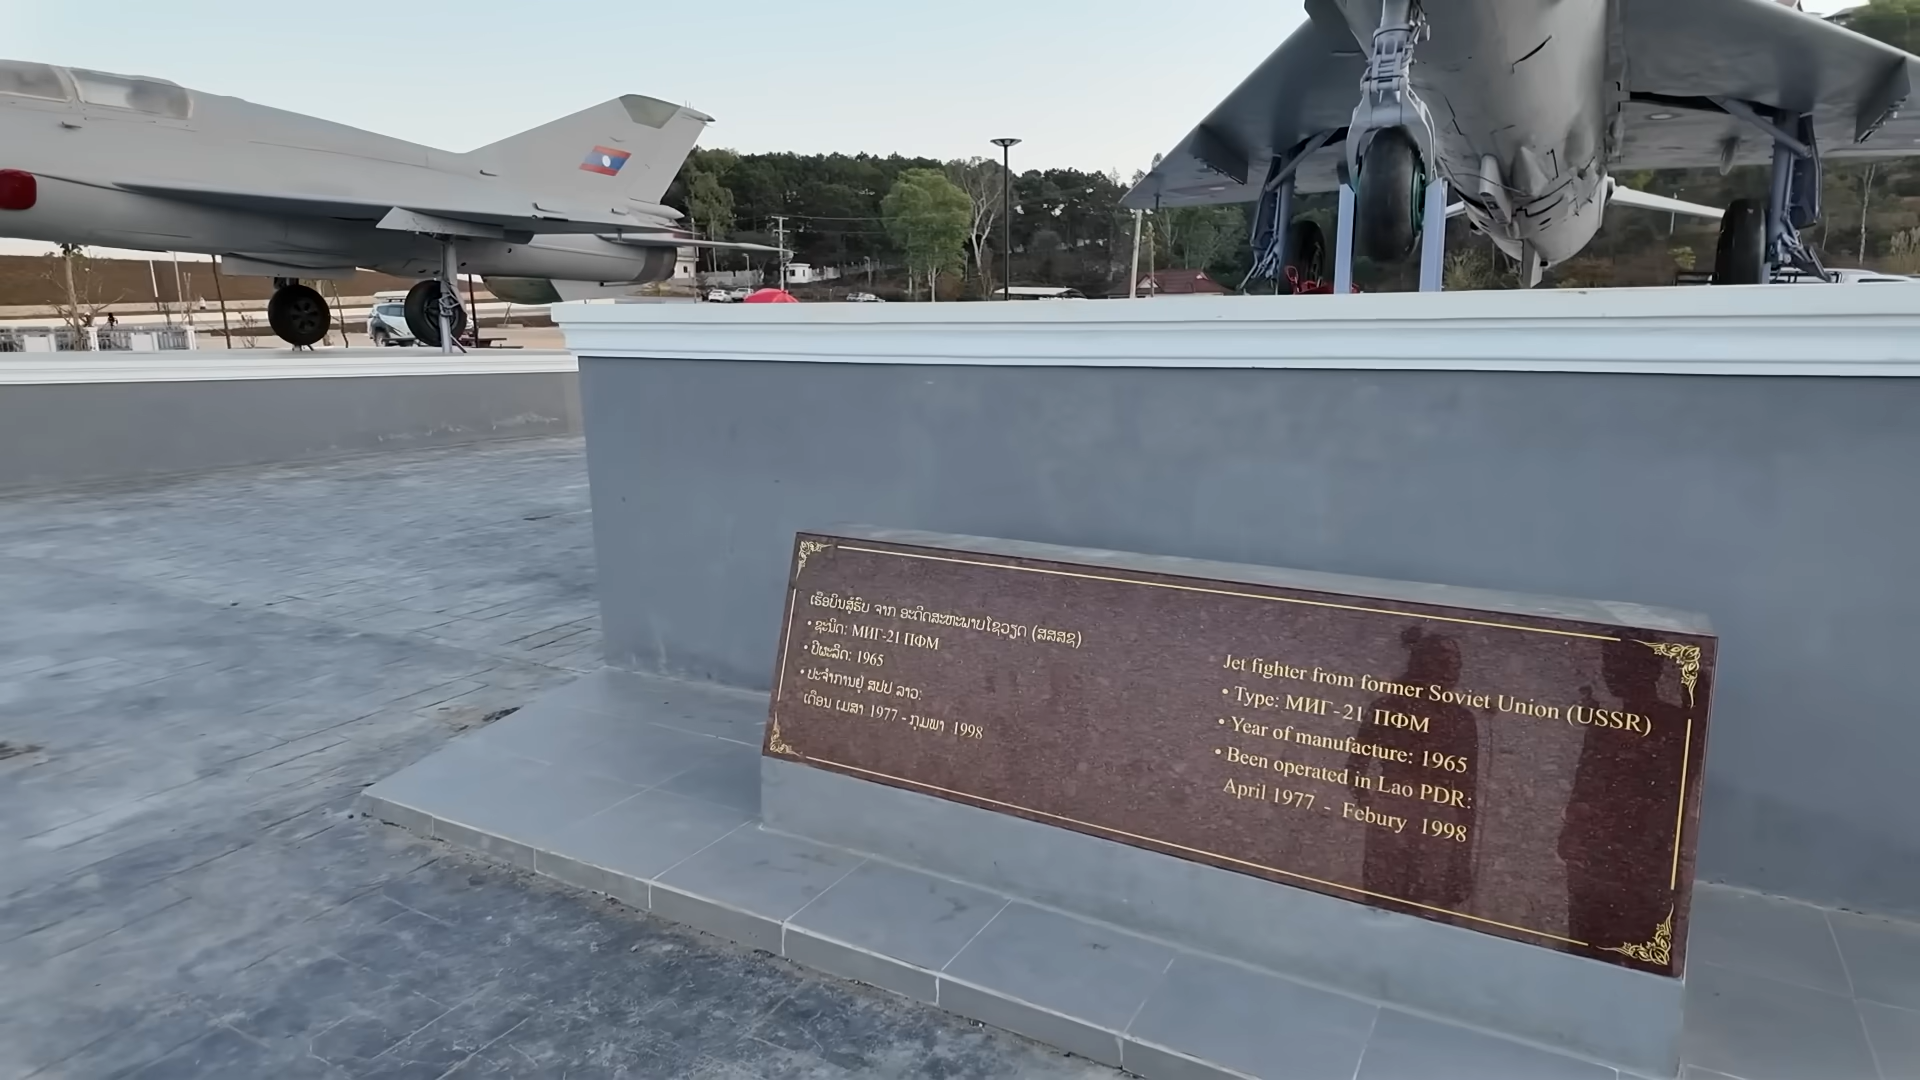 ເຮືອບິນສູ້ຮົບ ຈາກ ອະດີດສະຫະພາບໂຊວຽດ (ສສສຊ)
• ຊະນິດ: МИГ-21 ПФМ
• ປີຜະລິດ: 1965
• ປະຈຳການຢູ່ ສປປ ລາວ:
ເດືອນ ເມສາ 1977 - ກຸມພາ 1998
Jet fighter from former Soviet Union (USSR)
• Type: МИГ-21 ПФМ
• Year of manufacture: 1965
• Been operated in Lao PDR:
April 1977 - Febury 1998